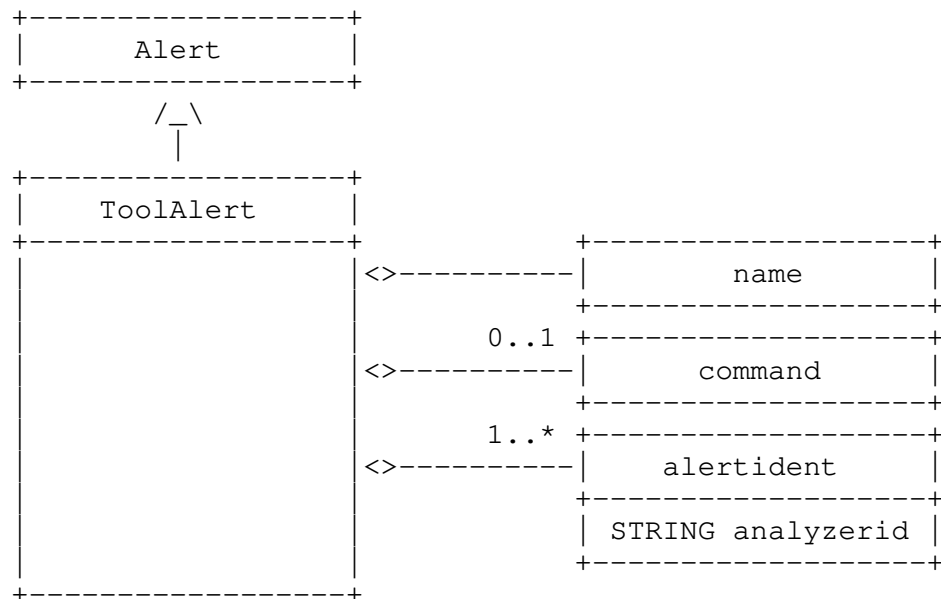 Alert
ToolAlert
name
0..1
command
1..*
alertident
STRING analyzerid